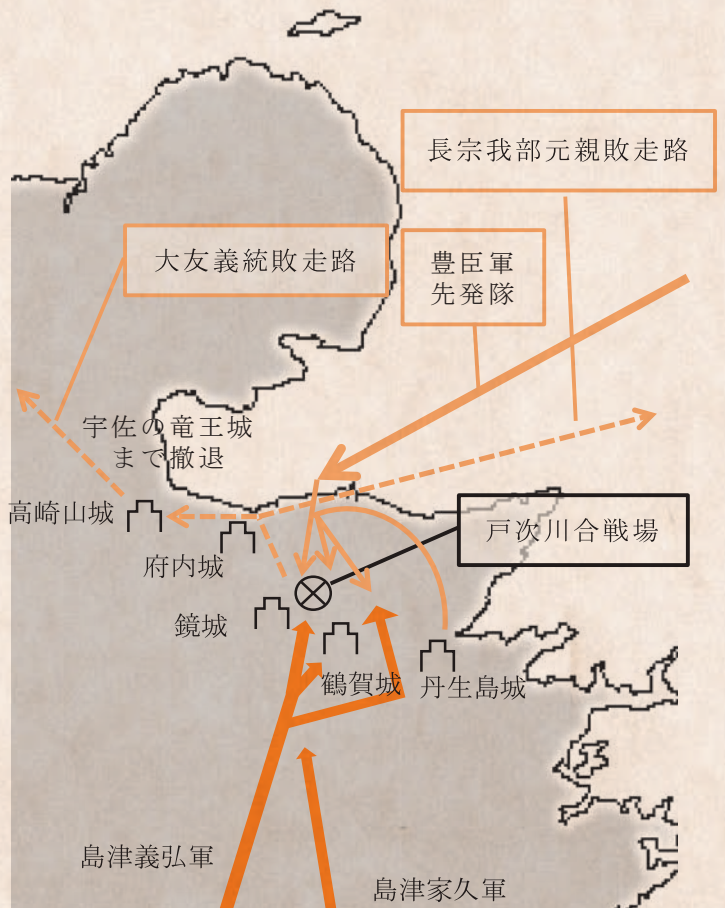 長宗我部元親敗走路
大友義統敗走路
豊臣軍
先発隊
宇佐の竜王城
まで撤退
高崎山城
府内城
戸次川合戦場
鏡城
鶴賀城
丹生島城
島津義弘軍
島津家久軍